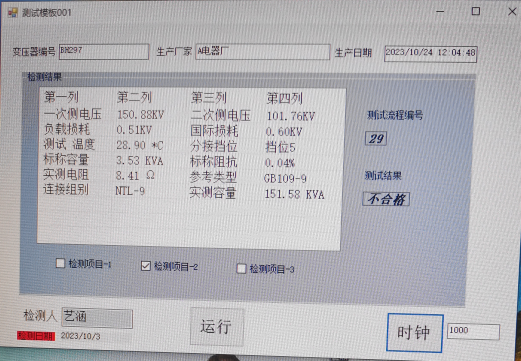 测试模板001
变压器编号 BM297 生产厂家 A电器厂 生产日期 2023/10/24 12:04:48
检测结果
第一列 第二列 第三列 第四列
一次侧电压 150.88KV 二次侧电压 101.76KV
负载损耗 0.51KV 国际损耗 0.60KV
测试 温度 28.90 *C 分接挡位 挡位5
标称容量 3.53 KVA 标称阻抗 0.04%
实测电阻 8.41 Ω 参考类型 GB109-9
连接组别 NTL-9 实测容量 151.58 KVA
测试流程编号
29
测试结果
不合格
检测项目-1 检测项目-2 检测项目-3
检测人 艺涵
检测日期 2023/10/3
运行
时钟 1000